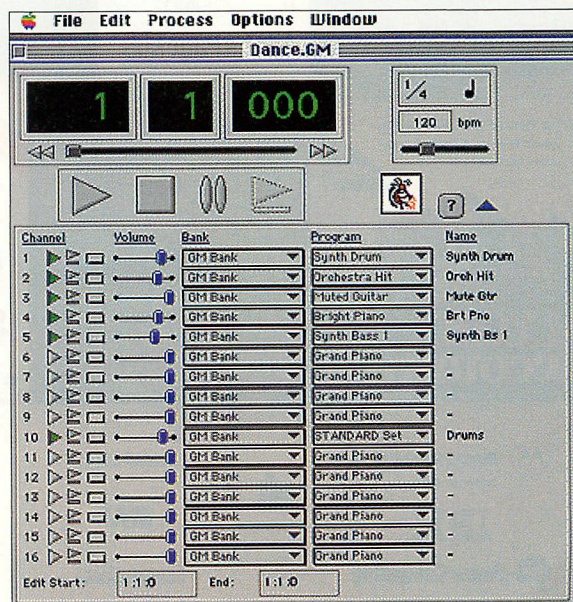 File Edit Process Options Window
Dance.GM
1 1 000
1/4
120 bpm
?
Channel Volume Bank Program Name
1 GM Bank Synth Drum Synth Drum
2 GM Bank Orchestra Hit Orch Hit
3 GM Bank Muted Guitar Mute Gtr
4 GM Bank Bright Piano Brt Pno
5 GM Bank Synth Bass 1 Synth Bs 1
6 GM Bank Grand Piano -
7 GM Bank Grand Piano -
8 GM Bank Grand Piano -
9 GM Bank Grand Piano -
10 GM Bank STANDARD Set Drums
11 GM Bank Grand Piano -
12 GM Bank Grand Piano -
13 GM Bank Grand Piano -
14 GM Bank Grand Piano -
15 GM Bank Grand Piano -
16 GM Bank Grand Piano -
Edit Start: 1:1:0 End: 1:1:0